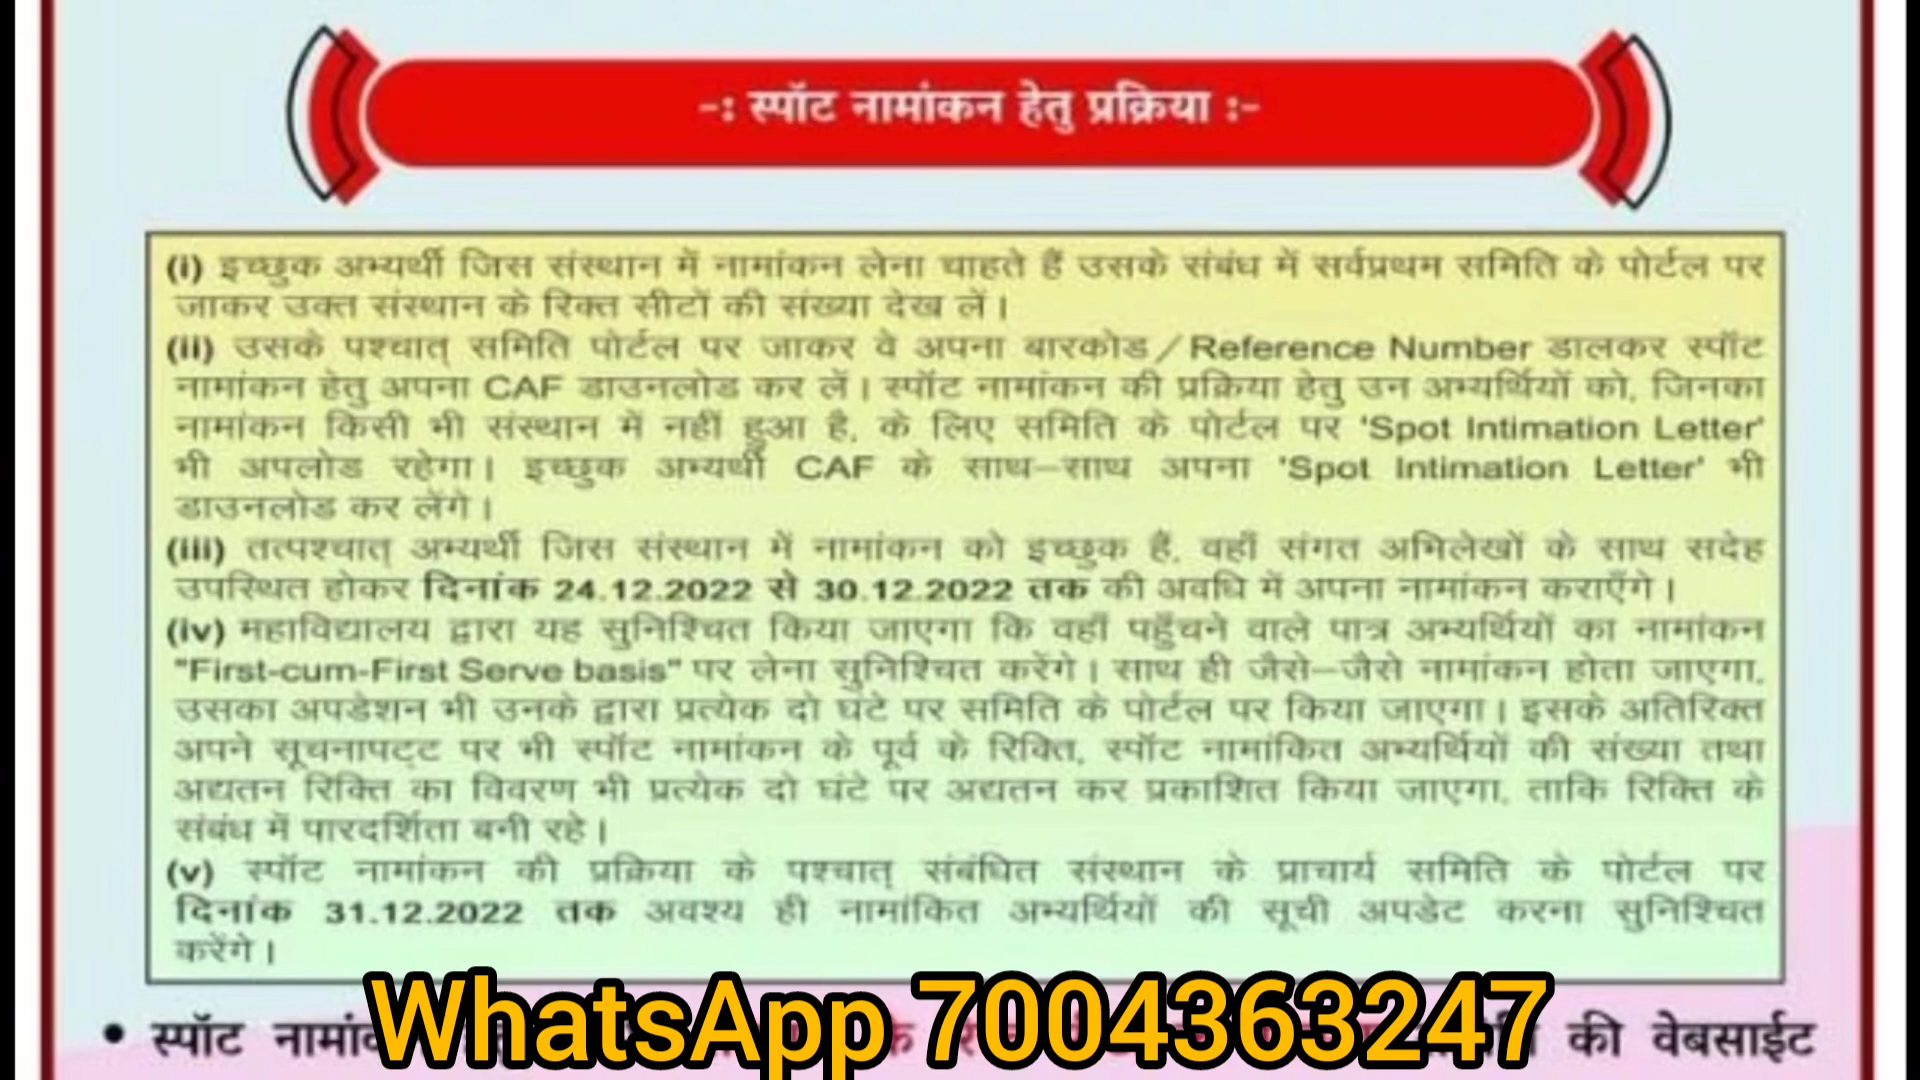 -: स्पॉट नामांकन हेतु प्रक्रिया :-
(i) इच्छुक अभ्यर्थी जिस संस्थान में नामांकन लेना चाहते हैं उसके संबंध में सर्वप्रथम समिति के पोर्टल पर
जाकर उक्त संस्थान के रिक्त सीटों की संख्या देख लें।
(ii) उसके पश्चात् समिति पोर्टल पर जाकर वे अपना बारकोड/Reference Number डालकर स्पॉट
नामांकन हेतु अपना CAF डाउनलोड कर लें। स्पॉट नामांकन की प्रक्रिया हेतु उन अभ्यर्थियों को, जिनका
नामांकन किसी भी संस्थान में नहीं हुआ है, के लिए समिति के पोर्टल पर 'Spot Intimation Letter'
भी अपलोड रहेगा। इच्छुक अभ्यर्थी CAF के साथ–साथ अपना 'Spot Intimation Letter' भी
डाउनलोड कर लेंगे।
(iii) तत्पश्चात् अभ्यर्थी जिस संस्थान में नामांकन को इच्छुक हैं, वहाँ संगत अभिलेखों के साथ सदेह
उपस्थित होकर दिनांक 24.12.2022 से 30.12.2022 तक की अवधि में अपना नामांकन कराएँगे।
(iv) महाविद्यालय द्वारा यह सुनिश्चित किया जाएगा कि वहाँ पहुँचने वाले पात्र अभ्यर्थियों का नामांकन
"First-cum-First Serve basis" पर लेना सुनिश्चित करेंगे। साथ ही जैसे–जैसे नामांकन होता जाएगा,
उसका अपडेशन भी उनके द्वारा प्रत्येक दो घंटे पर समिति के पोर्टल पर किया जाएगा। इसके अतिरिक्त
अपने सूचनापट्ट पर भी स्पॉट नामांकन के पूर्व के रिक्ति, स्पॉट नामांकित अभ्यर्थियों की संख्या तथा
अद्यतन रिक्ति का विवरण भी प्रत्येक दो घंटे पर अद्यतन कर प्रकाशित किया जाएगा, ताकि रिक्ति के
संबंध में पारदर्शिता बनी रहे।
(v) स्पॉट नामांकन की प्रक्रिया के पश्चात् संबंधित संस्थान के प्राचार्य समिति के पोर्टल पर
दिनांक 31.12.2022 तक अवश्य ही नामांकित अभ्यर्थियों की सूची अपडेट करना सुनिश्चित
करेंगे।
WhatsApp 7004363247
• स्पॉट की वेबसाईट